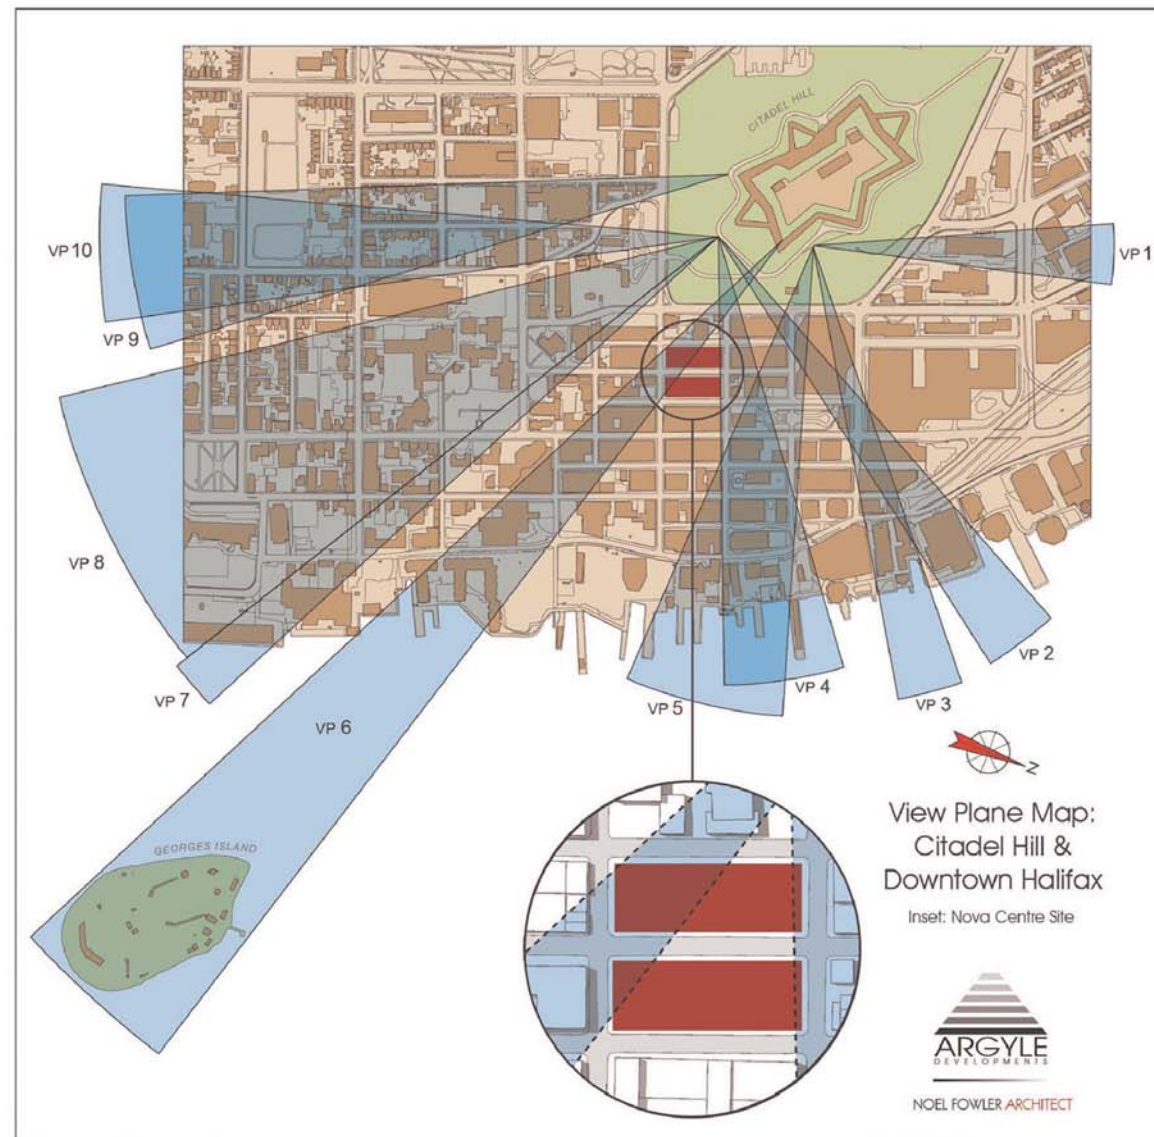 CITADEL HILL
VP 10
VP 1
VP 9
VP 8
VP 2
VP 7
VP 5
VP 4
VP 3
VP 6
N
View Plane Map:
Citadel Hill &
Downtown Halifax
Inset: Nova Centre Site
GEORGES ISLAND
ARGYLE
DEVELOPMENTS
NOEL FOWLER ARCHITECT